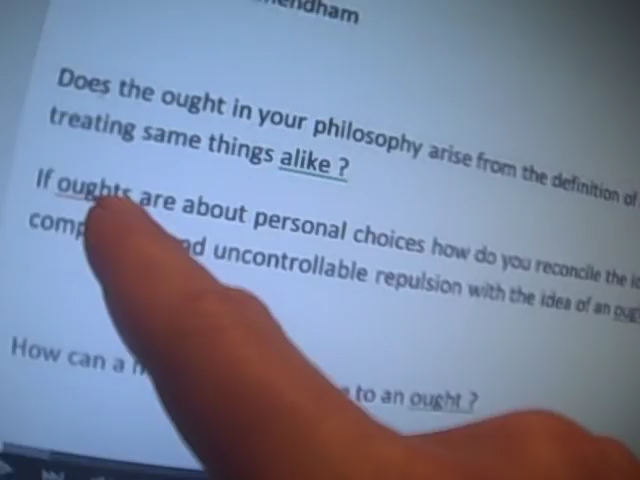 Does the ought in your philosophy arise from the definition of
treating same things alike ?
If oughts are about personal choices how do you reconcile the
uncontrollable repulsion with the idea of an
How can a
to an ought ?